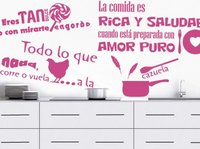 Eres TAN
con mirarte engordo
La comida es
RICA Y SALUDABLE
cuando está preparada con
AMOR PURO
Todo lo que
nada,
corre o vuela ... a la
cazuela